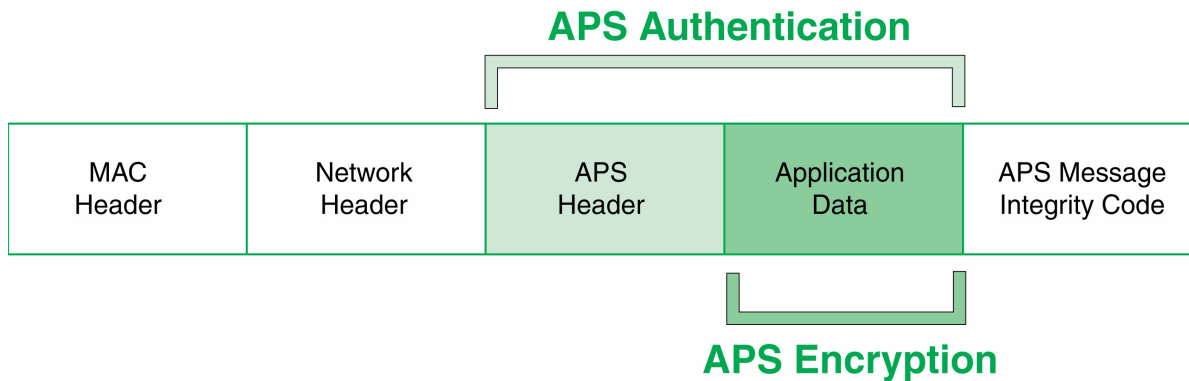 APS Authentication
MAC
Header
Network
Header
APS
Header
Application
Data
APS Message
Integrity Code
APS Encryption